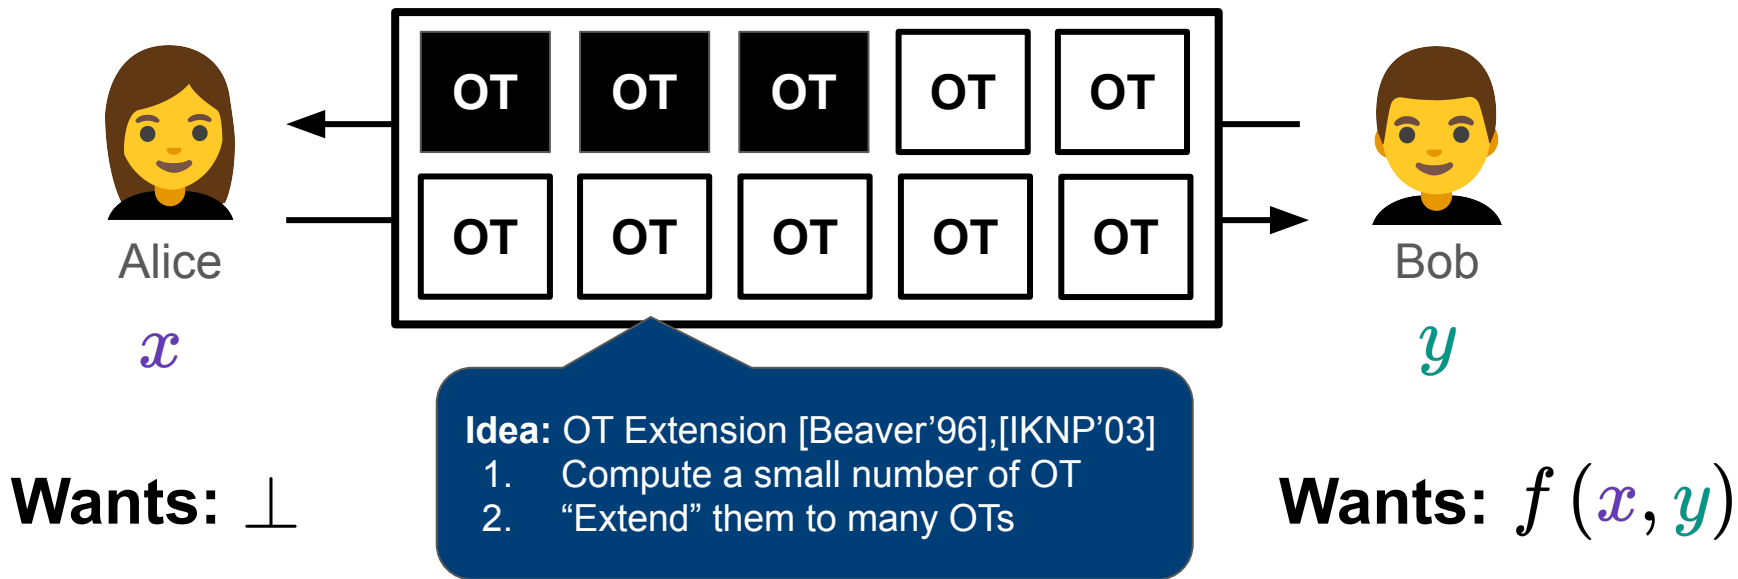 OT OT OT OT OT
OT OT OT OT OT
Alice
Bob
x
y
Idea: OT Extension [Beaver’96],[IKNP’03]
1. Compute a small number of OT
2. “Extend” them to many OTs
Wants: ⊥
Wants: f (x, y)